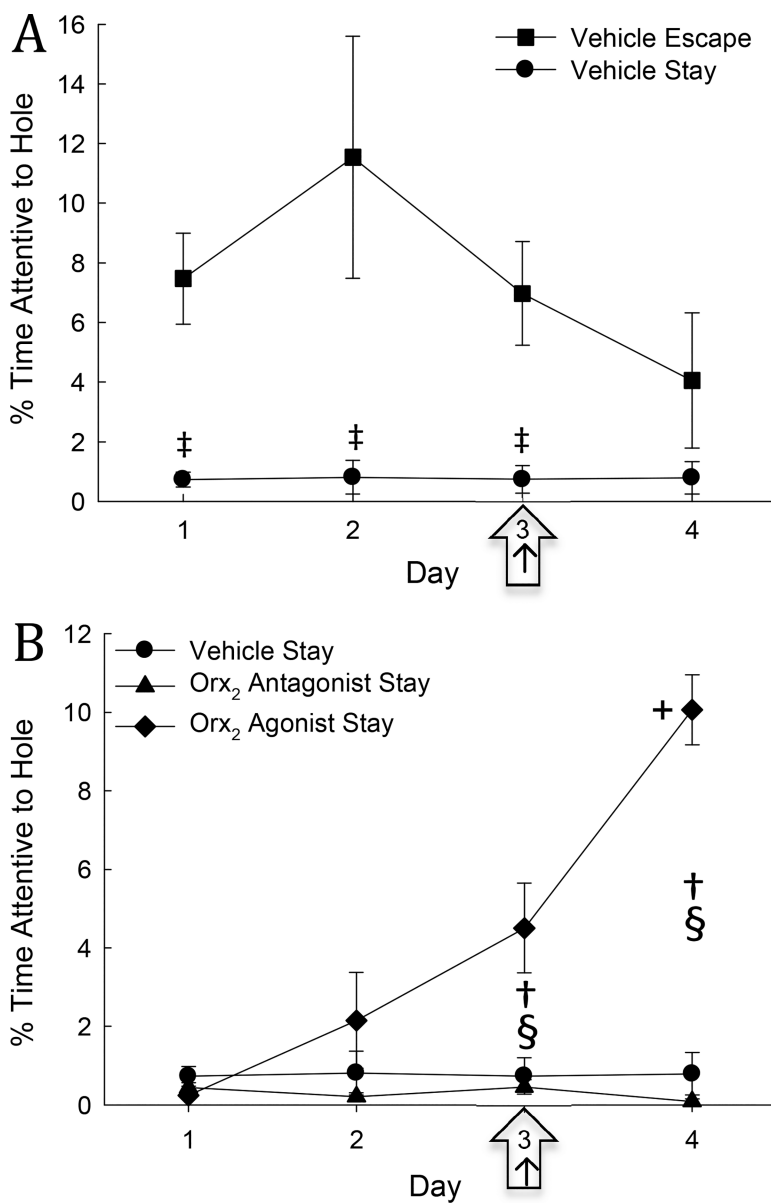 A
% Time Attentive to Hole
16
14
12
10
8
6
4
2
0
Vehicle Escape
Vehicle Stay
‡ ‡ ‡
1 2 3 4
↑
Day
B
% Time Attentive to Hole
12
10
8
6
4
2
0
Vehicle Stay
Orx₂ Antagonist Stay
Orx₂ Agonist Stay
+
†
§
†
§
1 2 3 4
↑
Day